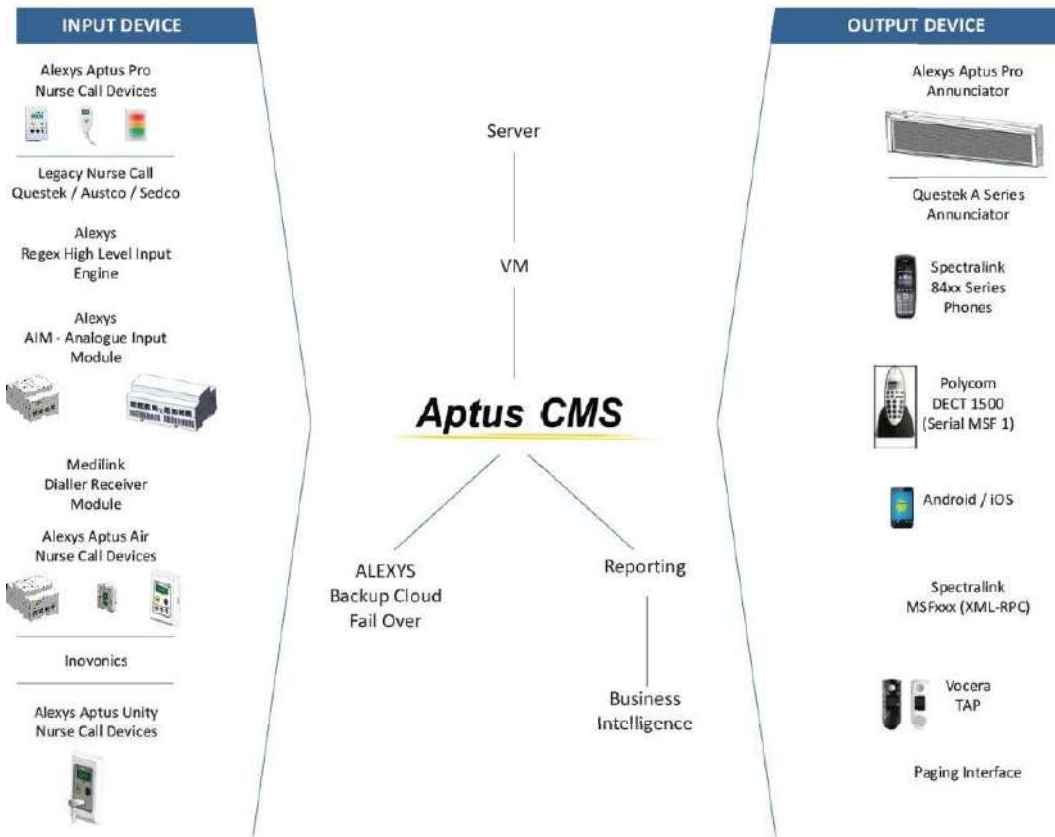 INPUT DEVICE
Alexys Aptus Pro
Nurse Call Devices
Legacy Nurse Call
Questek / Austco / Sedco
Alexys
Regex High Level Input
Engine
Alexys
AIM - Analogue Input
Module
Medilink
Dialler Receiver
Module
Alexys Aptus Air
Nurse Call Devices
Inovonics
Alexys Aptus Unity
Nurse Call Devices
Server
VM
Aptus CMS
ALEXYS
Backup Cloud
Fail Over
Reporting
Business
Intelligence
OUTPUT DEVICE
Alexys Aptus Pro
Annunciator
Questek A Series
Annunciator
Spectralink
84xx Series
Phones
Polycom
DECT 1500
(Serial MSF 1)
Android / iOS
Spectralink
MSFxxx (XML-RPC)
Vocera
TAP
Paging Interface